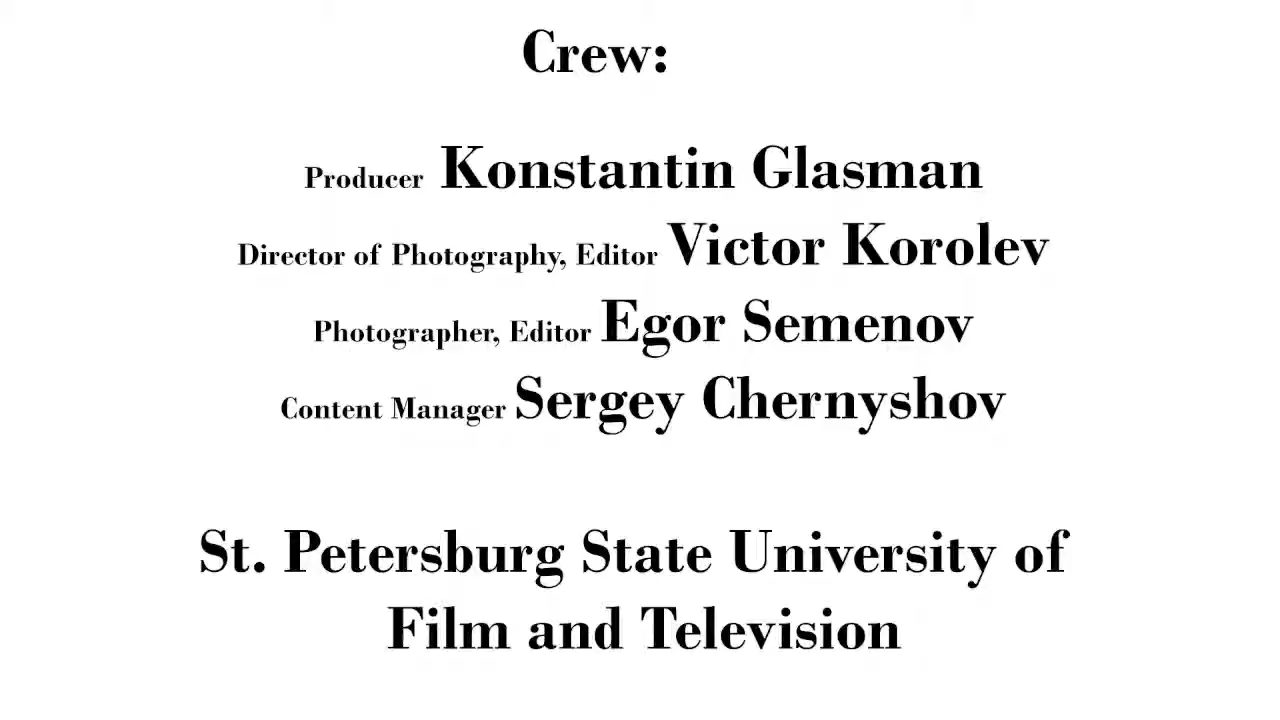 Crew:
Producer Konstantin Glasman
Director of Photography, Editor Victor Korolev
Photographer, Editor Egor Semenov
Content Manager Sergey Chernyshov
St. Petersburg State University of
Film and Television